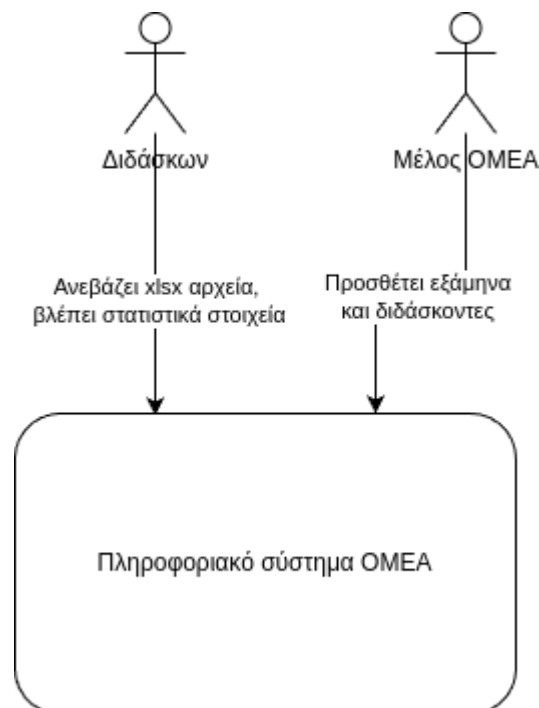 Διδάσκων
Μέλος ΟΜΕΑ
Ανεβάζει xlsx αρχεία,
βλέπει στατιστικά στοιχεία
Προσθέτει εξάμηνα
και διδάσκοντες
Πληροφοριακό σύστημα ΟΜΕΑ